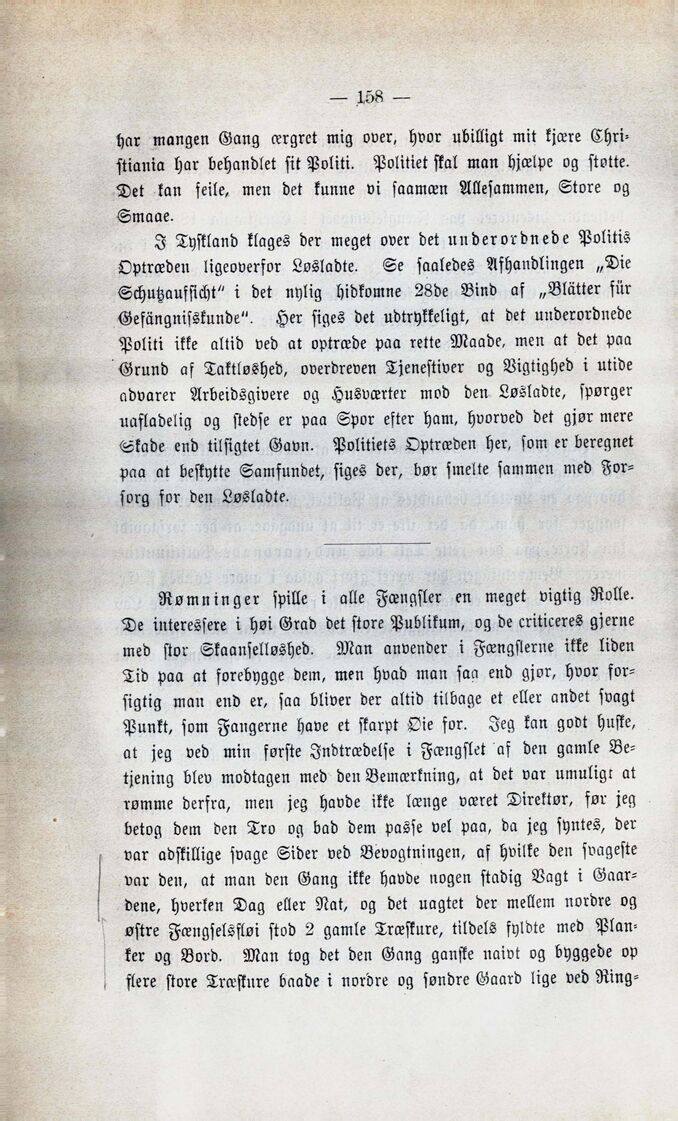 — 158 —
har mangen Gang ærgret mig over, hvor ubilligt mit kjære Chri-
stiania har behandlet sit Politi. Politiet skal man hjælpe og støtte.
Det kan feile, men det kunne vi saamæn Allesammen, Store og
Smaae.
I Tyskland klages der meget over det underordnede Politis
Optræden ligeoverfor Løsladte. Se saaledes Afhandlingen „Die
Schutzaufsicht“ i det nylig hidkomne 28de Bind af „Blätter für
Gefängnisskunde“. Her siges det udtrykkeligt, at det underordnede
Politi ikke altid ved at optræde paa rette Maade, men at det paa
Grund af Taktløshed, overdreven Tjenestiver og Vigtighed i utide
advarer Arbeidsgivere og Husværter mod den Løsladte, spørger
uafladelig og stedse er paa Spor efter ham, hvorved det gjør mere
Skade end tilsigtet Gavn. Politiets Optræden her, som er beregnet
paa at beskytte Samfundet, siges der, bør smelte sammen med For-
sorg for den Løsladte.
Rømninger spille i alle Fængsler en meget vigtig Rolle.
De interessere i høi Grad det store Publikum, og de criticeres gjerne
med stor Skaanselløshed. Man anvender i Fængslerne ikke liden
Tid paa at forebygge dem, men hvad man saa end gjør, hvor for-
sigtig man end er, saa bliver der altid tilbage et eller andet svagt
Punkt, som Fangerne have et skarpt Øie for. Jeg kan godt huske,
at jeg ved min første Indtrædelse i Fængslet af den gamle Be-
tjening blev modtagen med den Bemærkning, at det var umuligt at
rømme derfra, men jeg havde ikke længe været Direktør, før jeg
betog dem den Tro og bad dem passe vel paa, da jeg syntes, der
var adskillige svage Sider ved Bevogtningen, af hvilke den svageste
var den, at man den Gang ikke havde nogen stadig Vagt i Gaar-
dene, hverken Dag eller Nat, og det uagtet der mellem nordre og
østre Fængselsfløi stod 2 gamle Træskure, tildels fyldte med Plan-
ker og Bord. Man tog det den Gang ganske naivt og byggede op
flere store Træskure baade i nordre og søndre Gaard lige ved Ring-